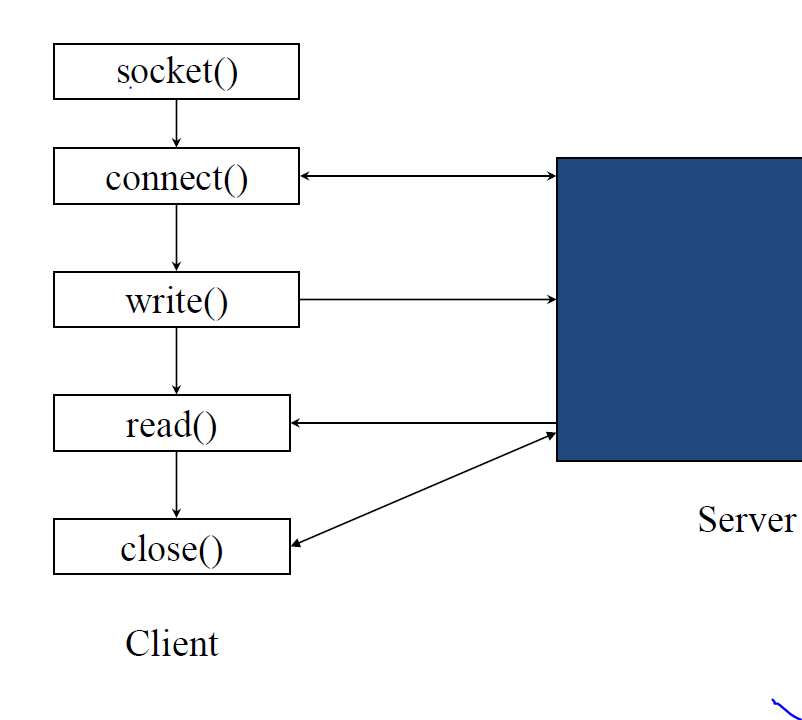 socket()
connect()
write()
read()
close()
Server
Client